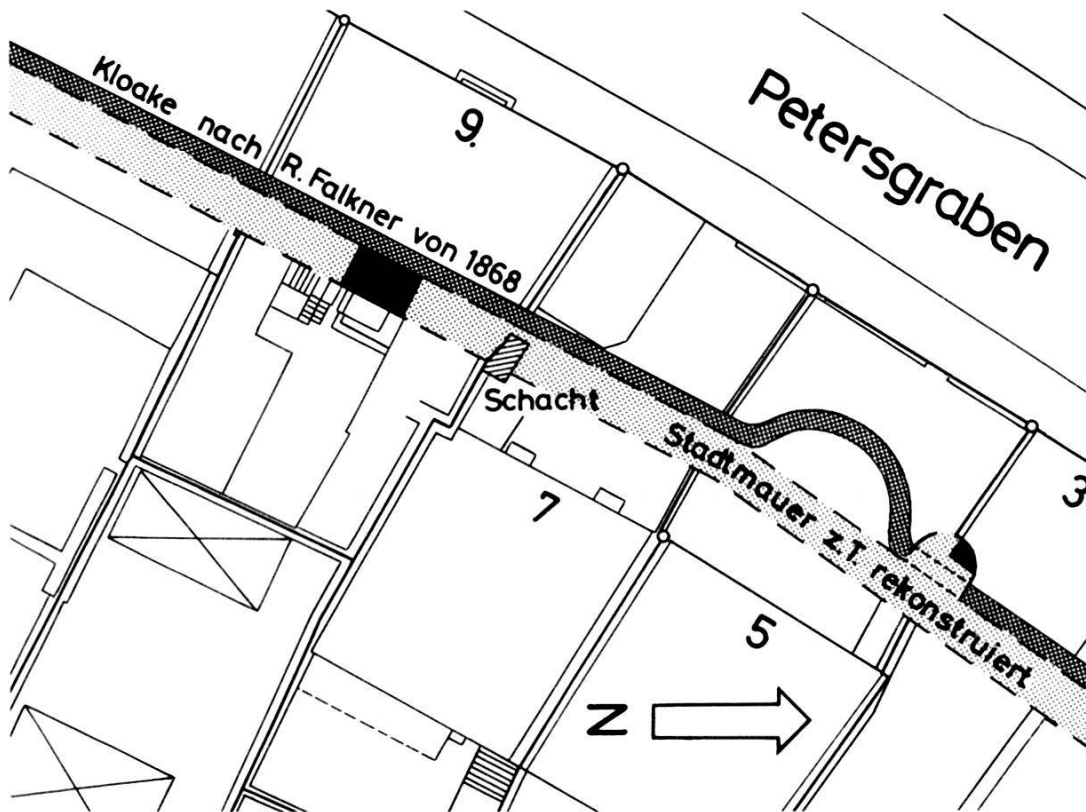 Petersgraben
9.
Kloake nach R. Falkner von 1868
Schacht
Stadtmauer z.T. rekonstruiert
3
7
5
N